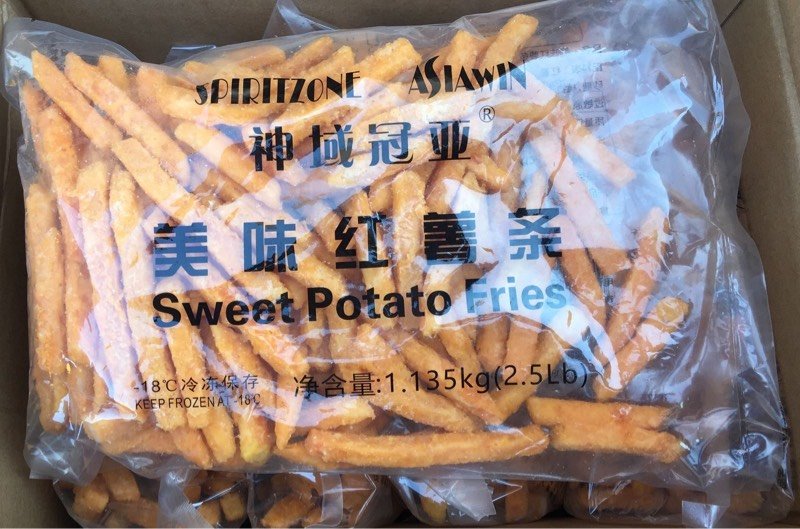 SPIRITZONE ASIAWIN
神域冠亚®
美味红薯条
Sweet Potato Fries
-18℃冷冻保存
净含量:1.135kg(2.5Lb)
KEEP FROZEN AT -18℃